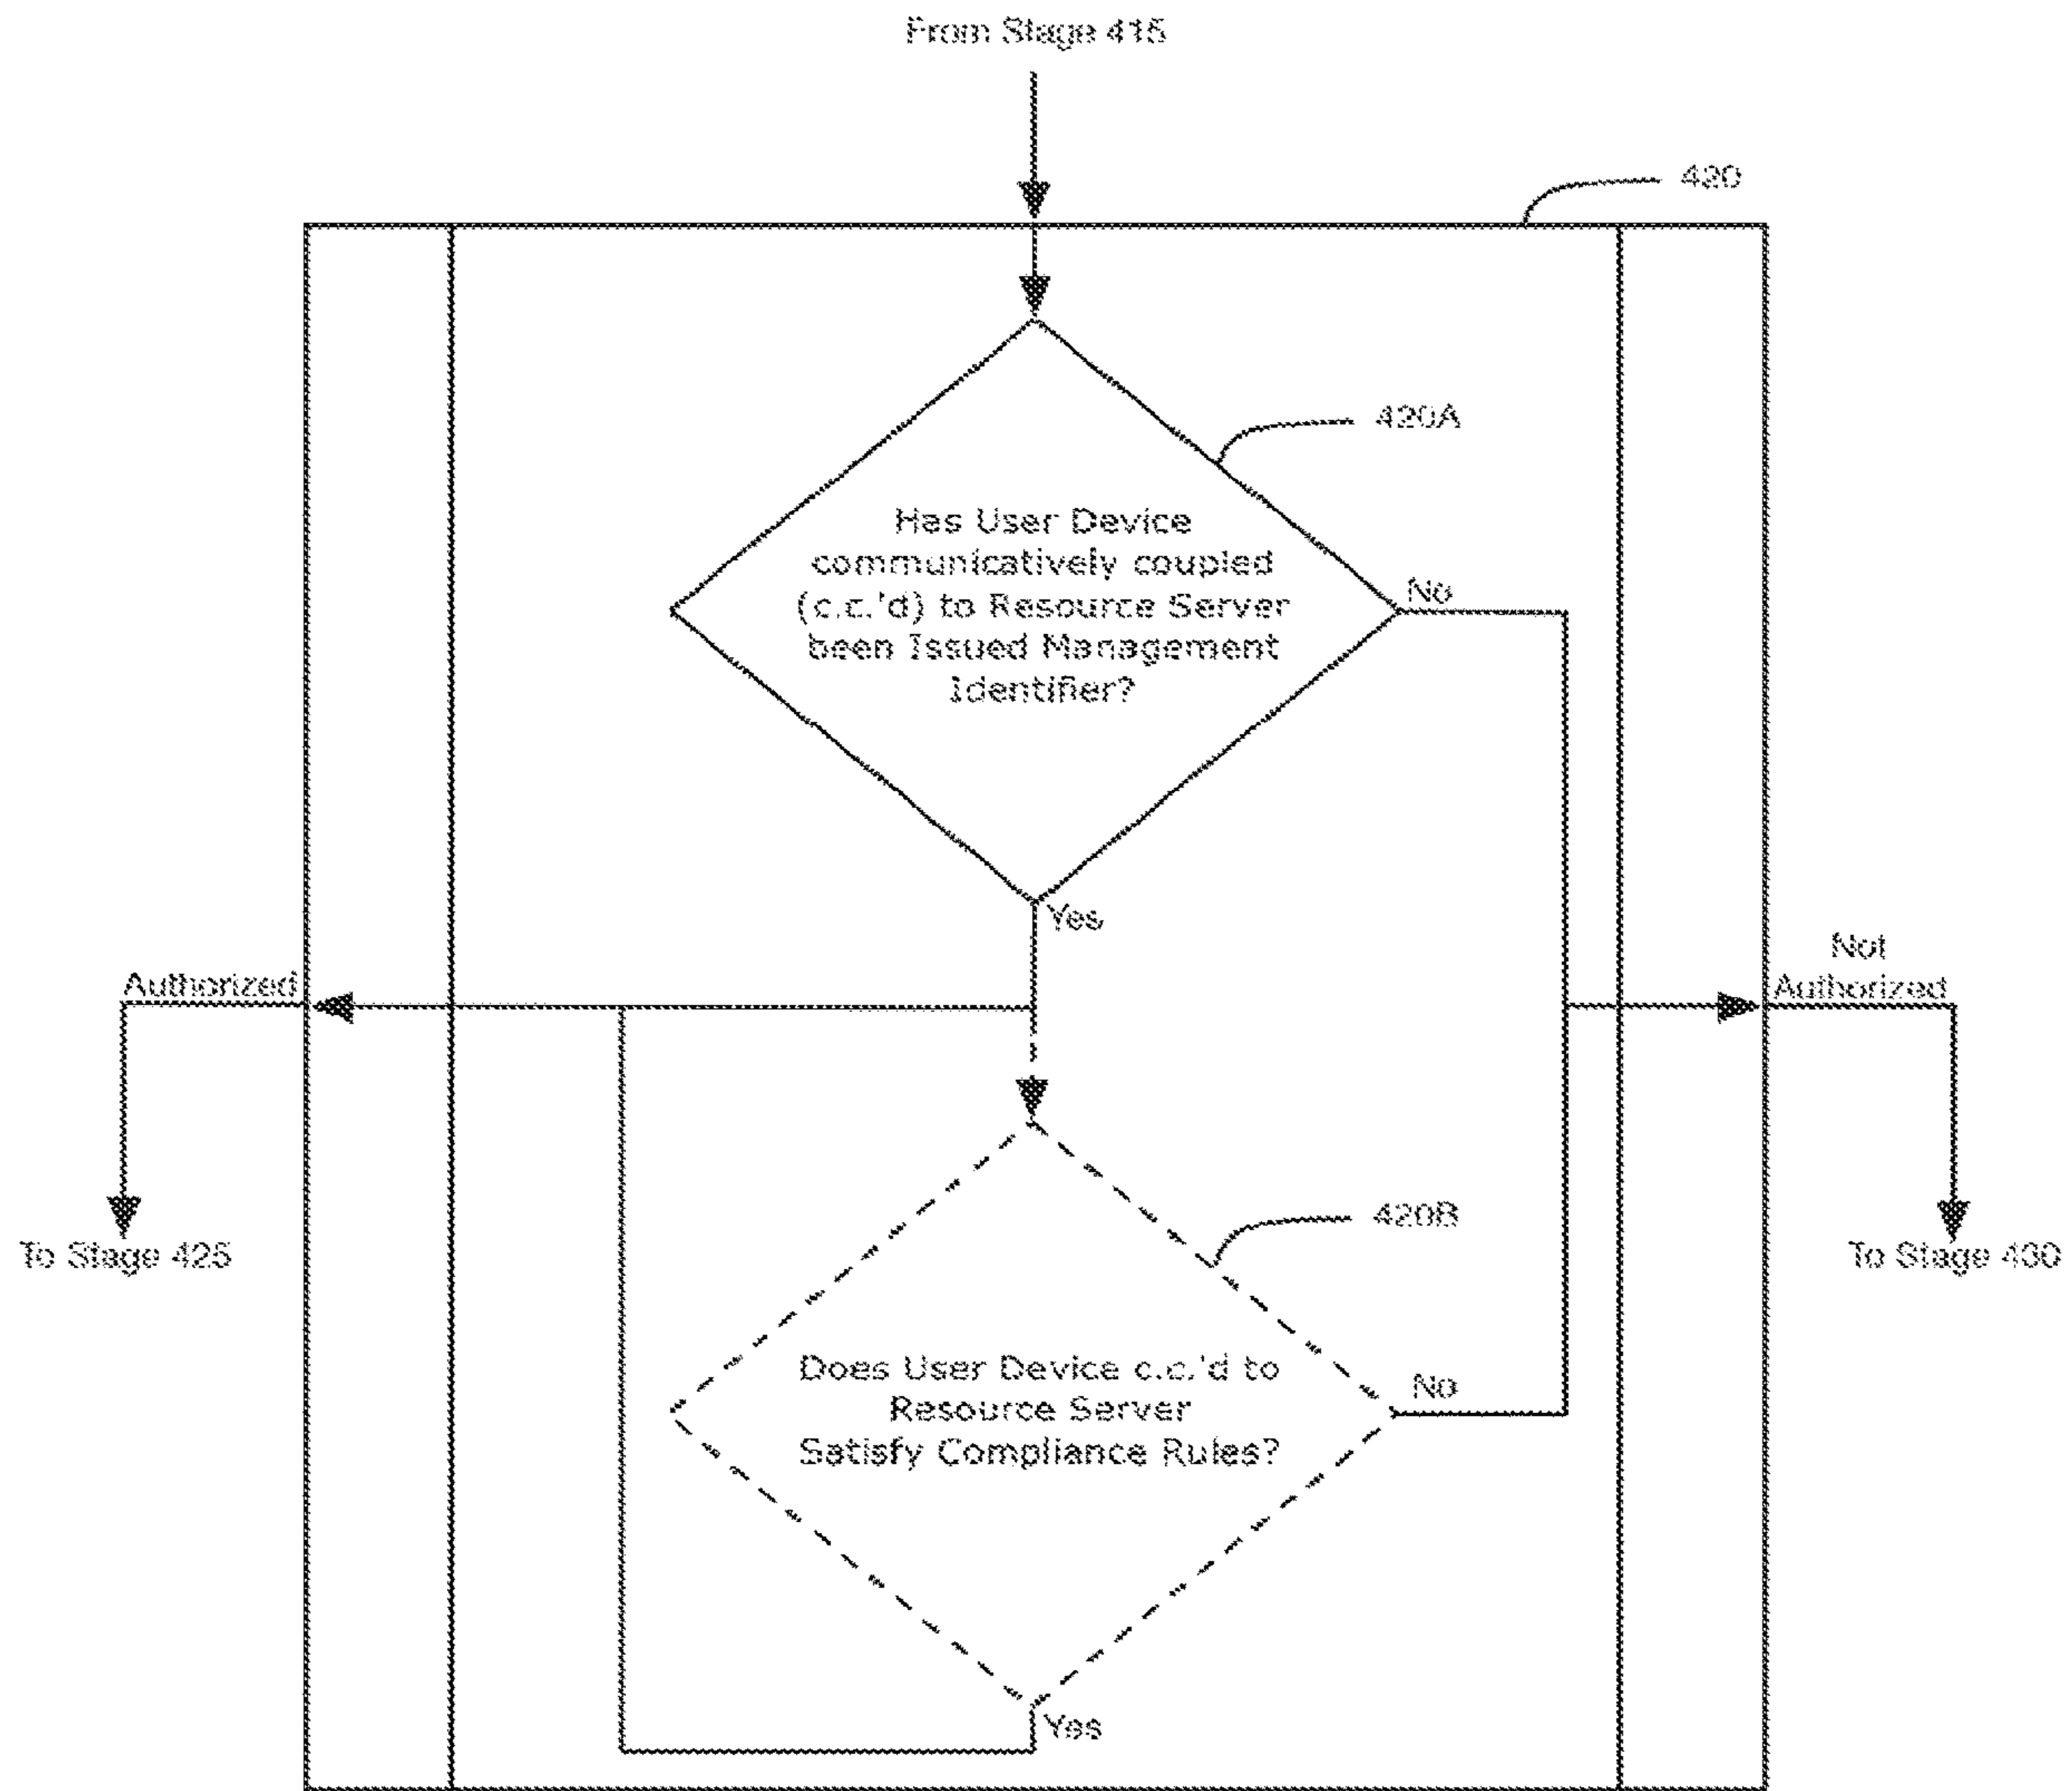 From Stage 415
420
420A
Has User Device
communicatively coupled
(c.c.'d) to Resource Server
been Issued Management
Identifier?
No
Yes
Authorized
Not
Authorized
To Stage 425
420B
To Stage 430
Does User Device c.c.'d to
Resource Server
Satisfy Compliance Rules?
No
Yes